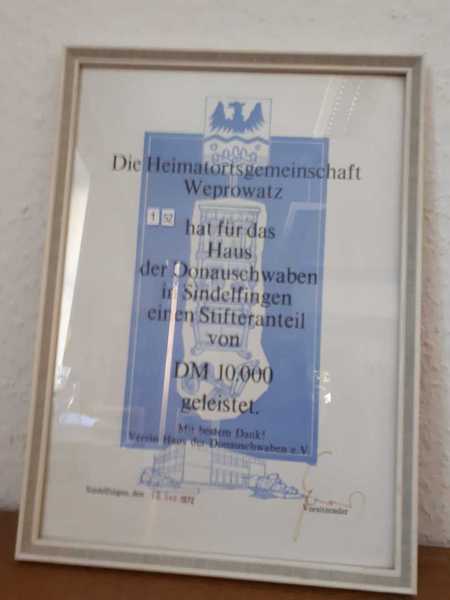 Die Heimatortsgemeinschaft
Weprowatz
1 52
hat für das
Haus
der Donauschwaben
in Sindelfingen
einen Stifteranteil
von
DM 10.000
geleistet.
Mit bestem Dank!
Verein Haus der Donauschwaben e.V.
Sindelfingen, den 1972
Vorsitzender